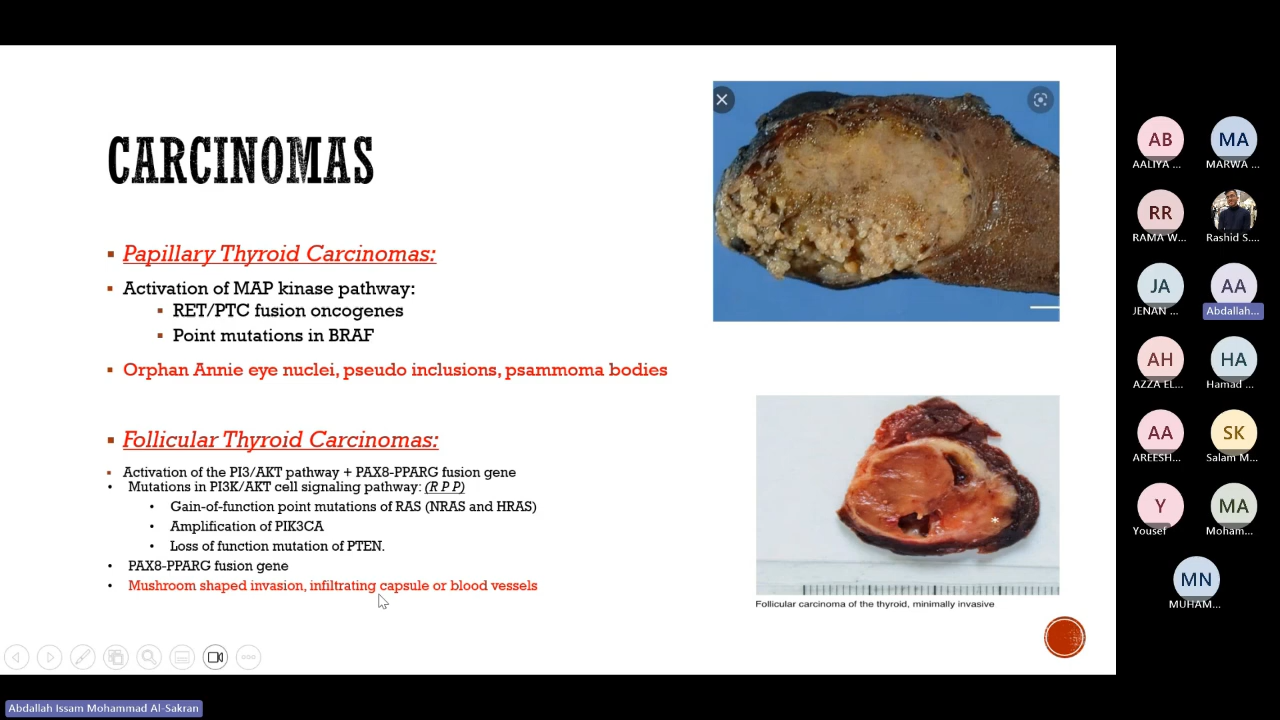 CARCINOMAS
Papillary Thyroid Carcinomas:
Activation of MAP kinase pathway:
RET/PTC fusion oncogenes
Point mutations in BRAF
Orphan Annie eye nuclei, pseudo inclusions, psammoma bodies
Follicular Thyroid Carcinomas:
Activation of the PI3/AKT pathway + PAX8-PPARG fusion gene
Mutations in PI3K/AKT cell signaling pathway: (R P P)
Gain-of-function point mutations of RAS (NRAS and HRAS)
Amplification of PIK3CA
Loss of function mutation of PTEN.
PAX8-PPARG fusion gene
Mushroom shaped invasion, infiltrating capsule or blood vessels
Follicular carcinoma of the thyroid, minimally invasive
AB MA
AALIYA ... MARWA ...
RR
RAMA W... Rashid S....
JA AA
JENAN ... Abdallah...
AH HA
AZZA EL... Hamad ...
AA SK
AREESH... Salam M...
Y MA
Yousef Moham...
MN
MUHAM...
Abdallah Issam Mohammad Al-Sakran